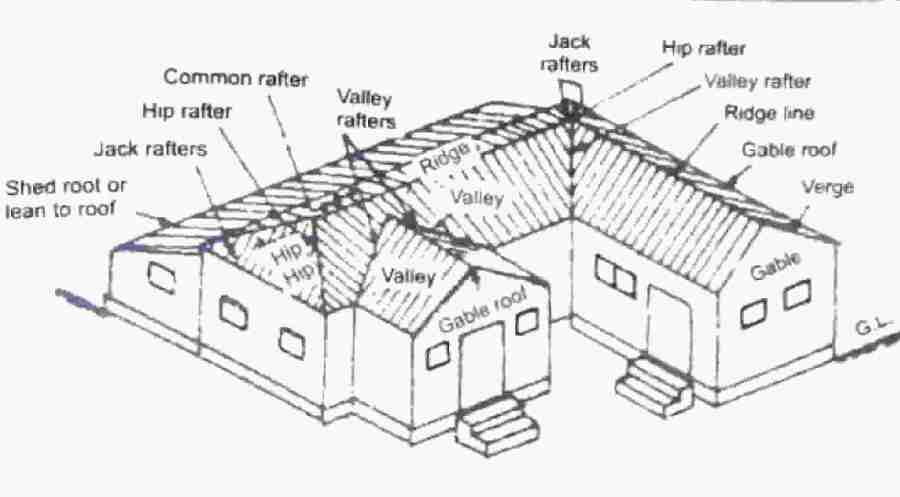 Jack
rafters
Hip rafter
Common rafter
Valley rafter
Valley
rafters
Hip rafter
Ridge line
Jack rafters
Gable roof
Ridge
Shed root or
lean to roof
Verge
Valley
Hip
Hip
Valley
Gable
Gable roof
G.L.